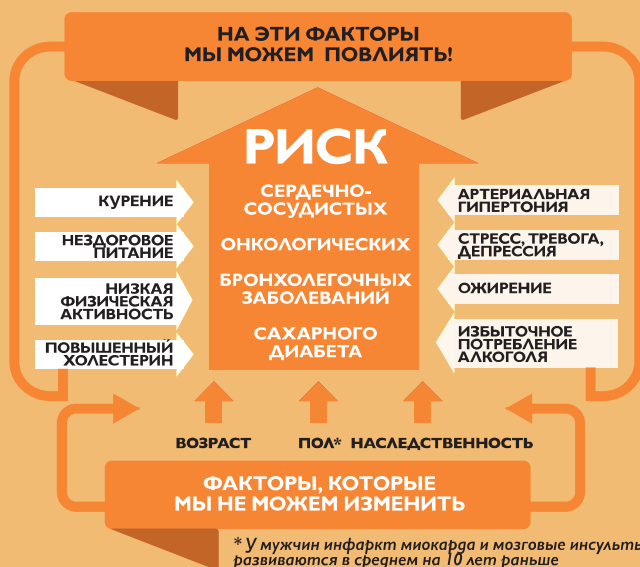 НА ЭТИ ФАКТОРЫ
МЫ МОЖЕМ ПОВЛИЯТЬ!
РИСК
СЕРДЕЧНО-
СОСУДИСТЫХ
ОНКОЛОГИЧЕСКИХ
БРОНХОЛЕГОЧНЫХ
ЗАБОЛЕВАНИЙ
САХАРНОГО
ДИАБЕТА
КУРЕНИЕ
НЕЗДОРОВОЕ
ПИТАНИЕ
НИЗКАЯ
ФИЗИЧЕСКАЯ
АКТИВНОСТЬ
ПОВЫШЕННЫЙ
ХОЛЕСТЕРИН
АРТЕРИАЛЬНАЯ
ГИПЕРТОНИЯ
СТРЕСС, ТРЕВОГА,
ДЕПРЕССИЯ
ОЖИРЕНИЕ
ИЗБЫТОЧНОЕ
ПОТРЕБЛЕНИЕ
АЛКОГОЛЯ
ВОЗРАСТ ПОЛ* НАСЛЕДСТВЕННОСТЬ
ФАКТОРЫ, КОТОРЫЕ
МЫ НЕ МОЖЕМ ИЗМЕНИТЬ
* У мужчин инфаркт миокарда и мозговые инсульты
развиваются в среднем на 10 лет раньше